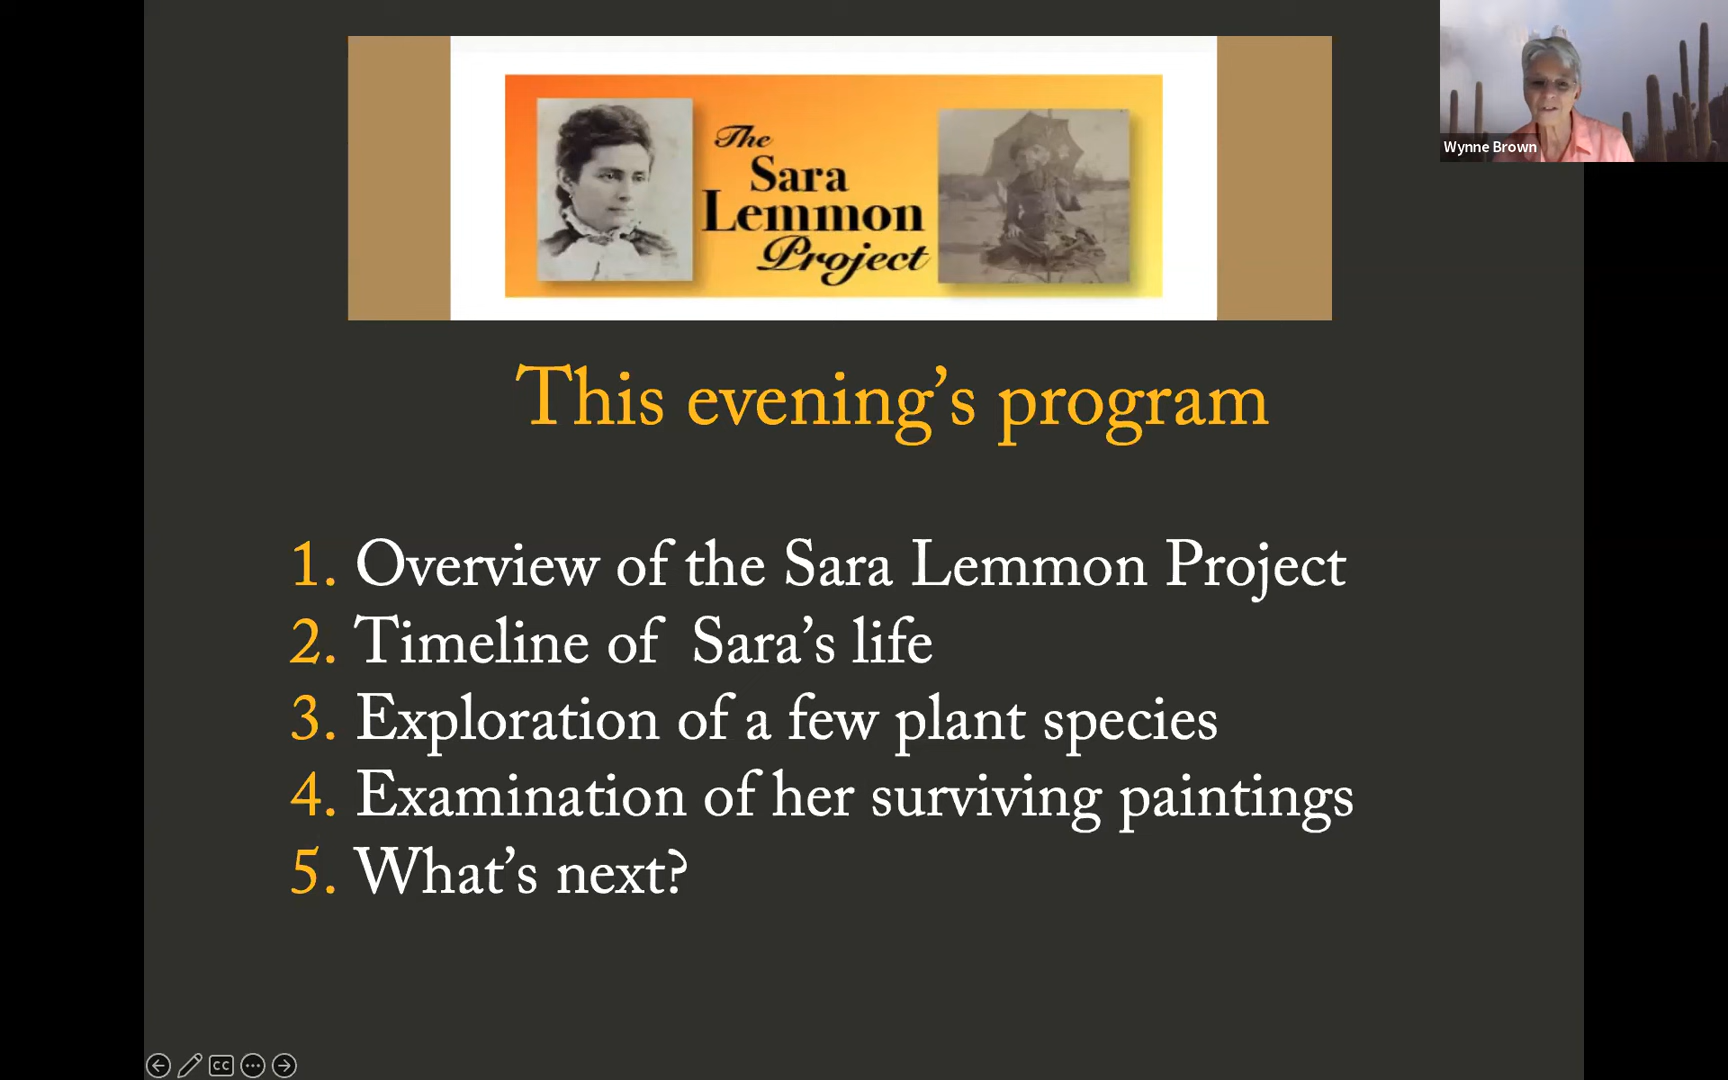 The
Sara
Lemmon
Project
Wynne Brown
This evening’s program
1. Overview of the Sara Lemmon Project
2. Timeline of  Sara’s life
3. Exploration of a few plant species
4. Examination of her surviving paintings
5. What’s next?
CC